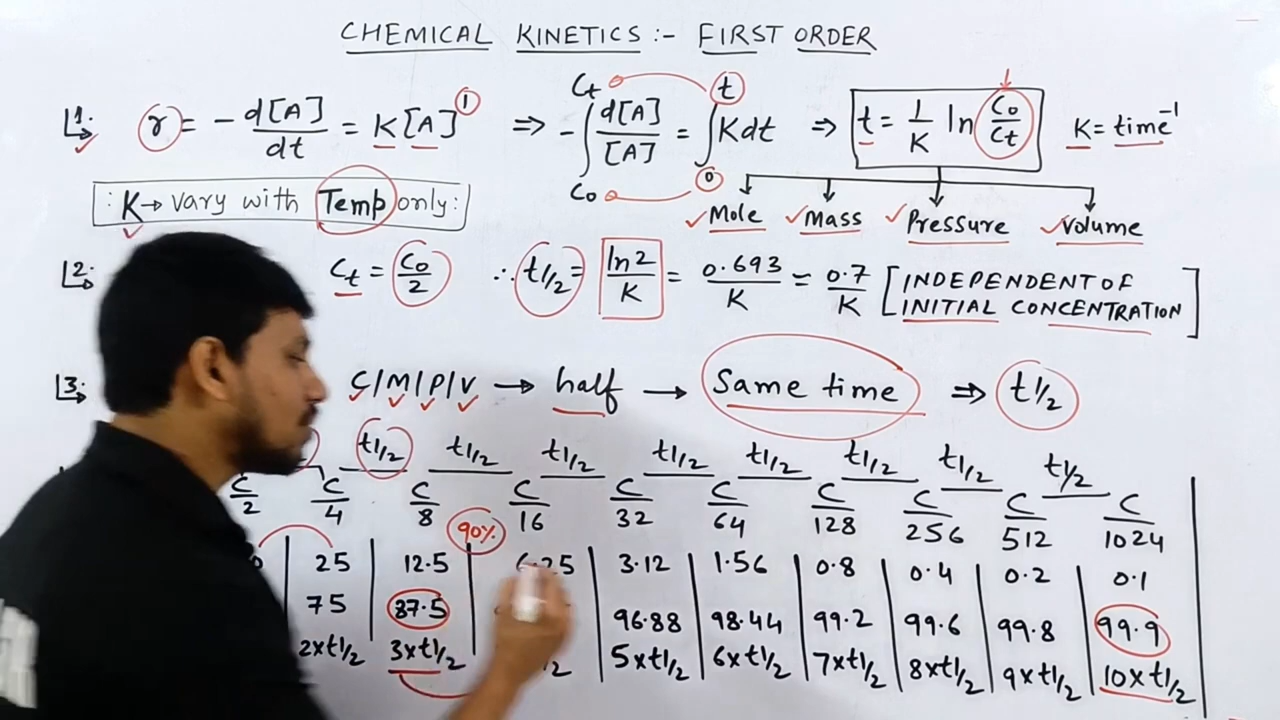 CHEMICAL KINETICS :- FIRST ORDER
L1: r = - d[A]/dt = K[A]^1 ⇒ -∫_{C₀}^{Ct} d[A]/[A] = ∫_0^t Kdt ⇒ t = 1/K ln C₀/Ct K = time⁻¹
: K → vary with Temp only :
Mole Mass Pressure Volume
L2: Ct = C₀/2 ∴ t1/2 = ln2/K = 0.693/K = 0.7/K [INDEPENDENT OF INITIAL CONCENTRATION]
L3: C/M/P/V → half → Same time ⇒ t1/2
t1/2 t1/2 t1/2 t1/2 t1/2 t1/2 t1/2 t1/2
C/2 C/4 C/8 C/16 C/32 C/64 C/128 C/256 C/512 C/1024
90%
25 12.5 6.25 3.12 1.56 0.8 0.4 0.2 0.1
75 87.5 96.88 98.44 99.2 99.6 99.8 99.9
2xt1/2 3xt1/2 5xt1/2 6xt1/2 7xt1/2 8xt1/2 9xt1/2 10xt1/2